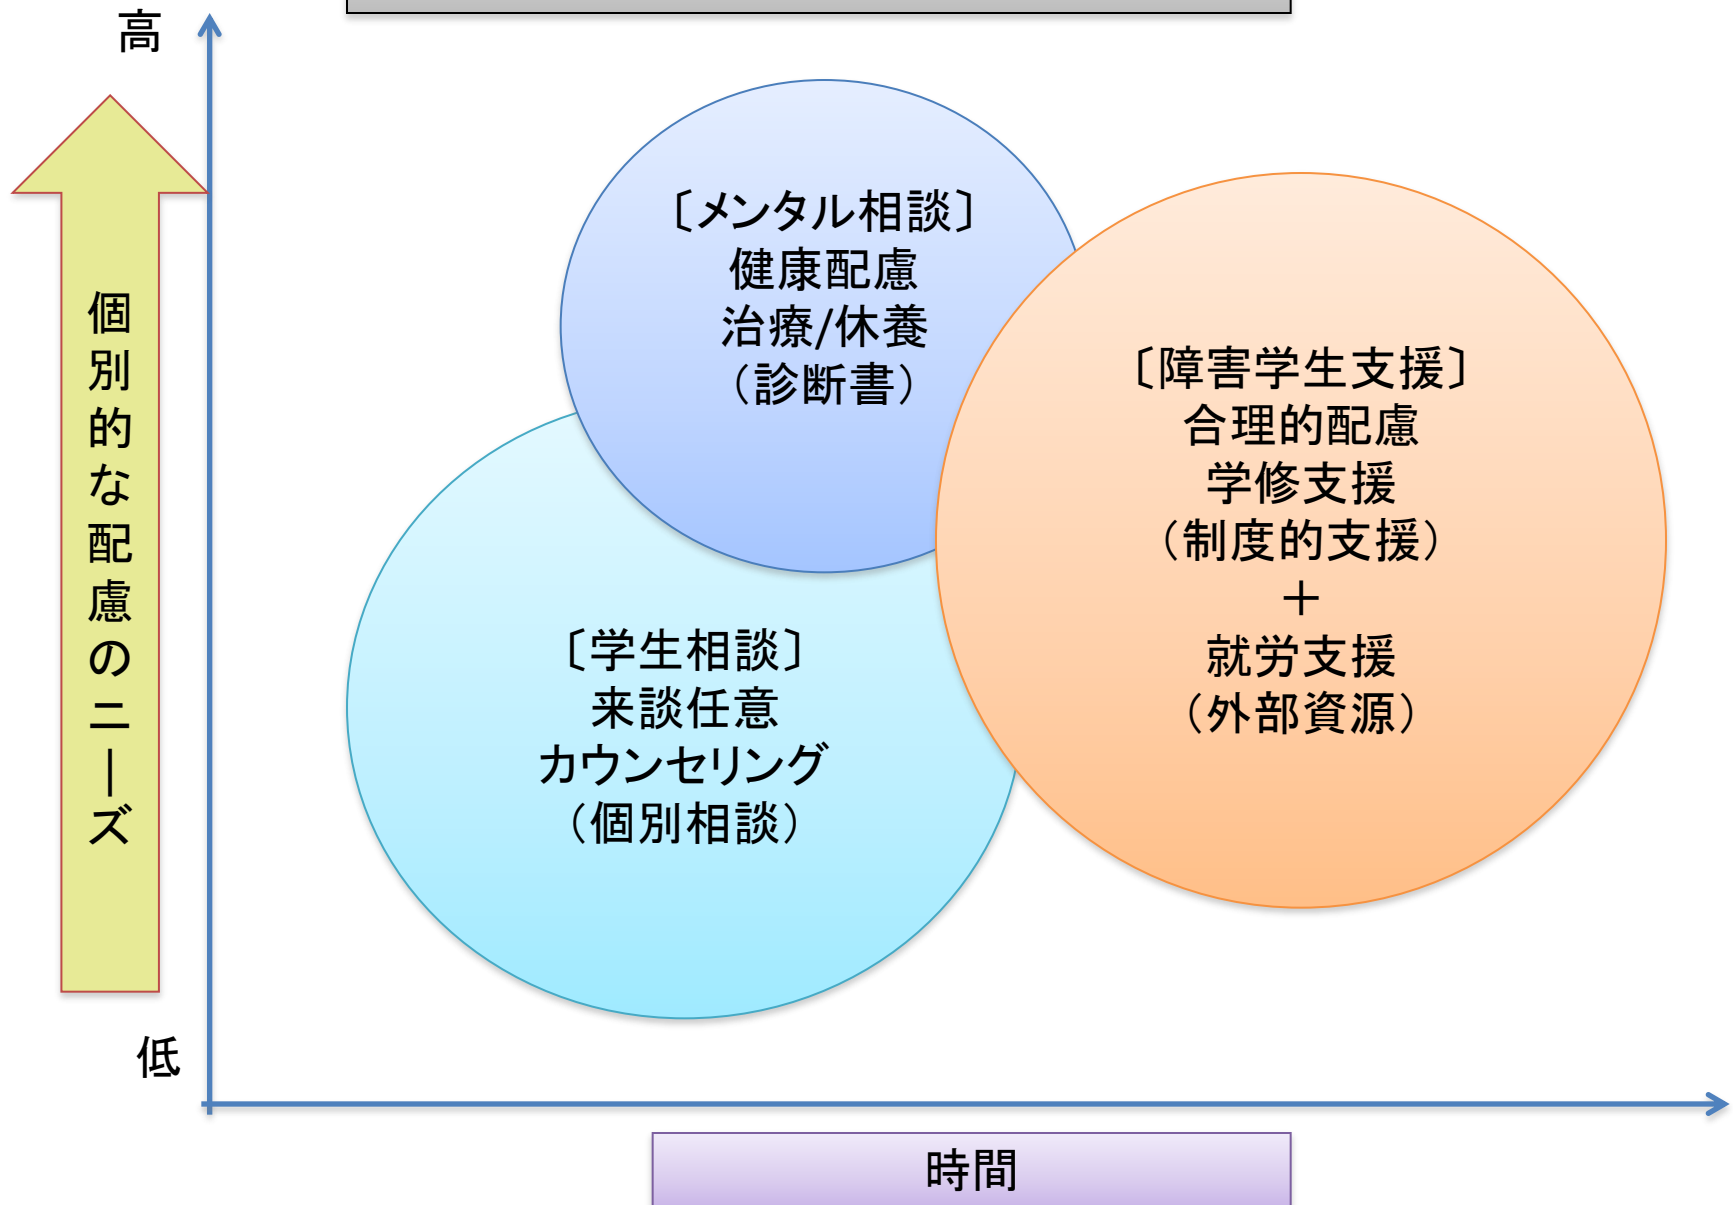 高
個別的な配慮のニーズ
低
〔メンタル相談〕
健康配慮
治療/休養
（診断書）
〔障害学生支援〕
合理的配慮
学修支援
（制度的支援）
＋
就労支援
（外部資源）
〔学生相談〕
来談任意
カウンセリング
（個別相談）
時間